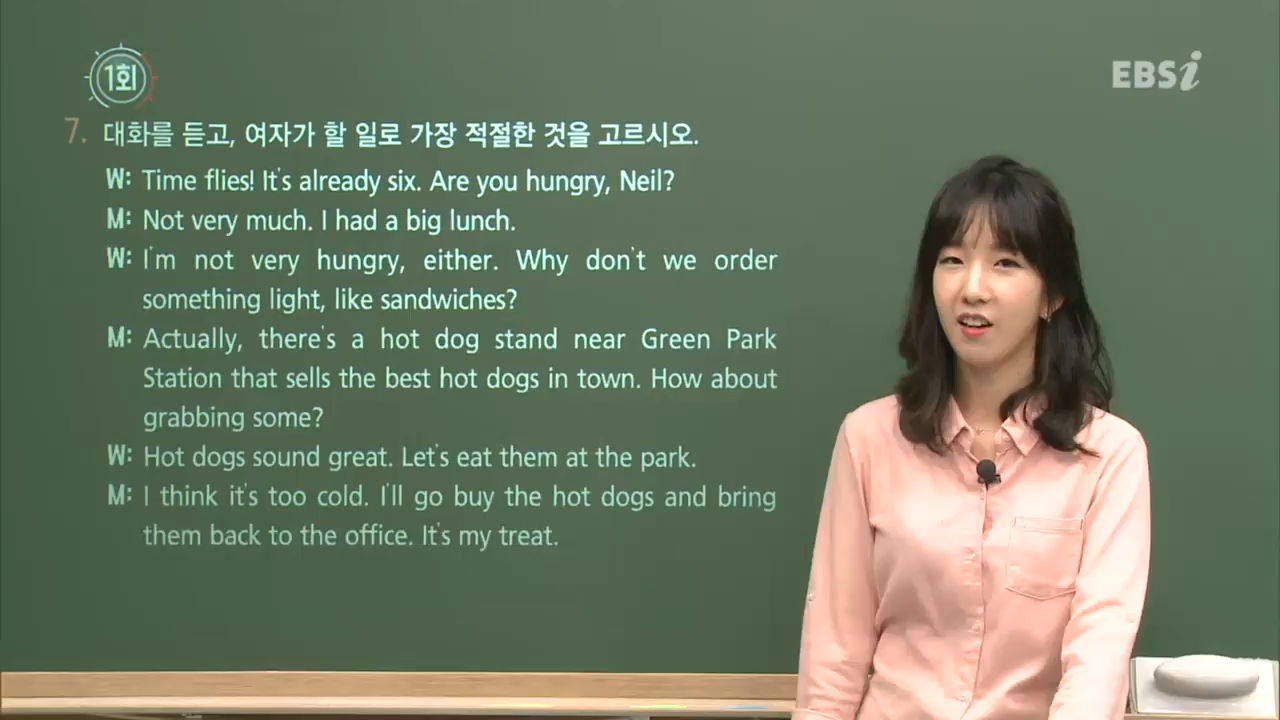 1회
EBSi
7. 대화를 듣고, 여자가 할 일로 가장 적절한 것을 고르시오.
W: Time flies! It's already six. Are you hungry, Neil?
M: Not very much. I had a big lunch.
W: I'm not very hungry, either. Why don't we order
something light, like sandwiches?
M: Actually, there's a hot dog stand near Green Park
Station that sells the best hot dogs in town. How about
grabbing some?
W: Hot dogs sound great. Let's eat them at the park.
M: I think it's too cold. I'll go buy the hot dogs and bring
them back to the office. It's my treat.